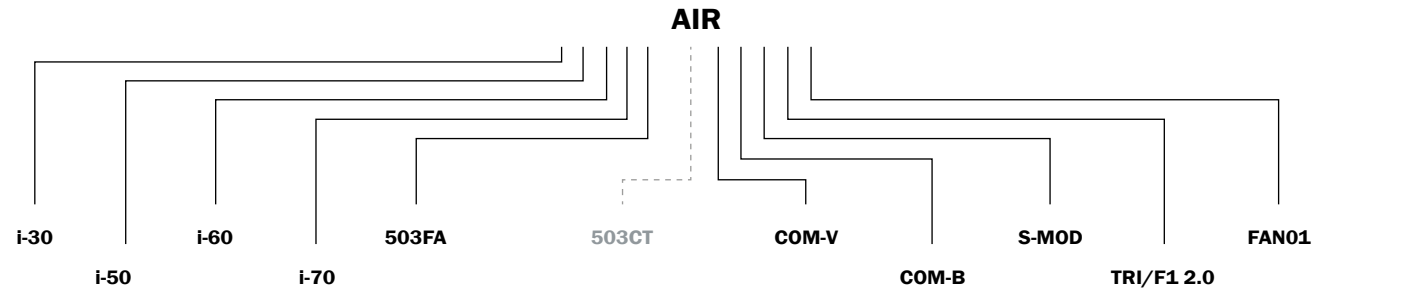 AIR
i-30 i-60 503FA 503CT COM-V S-MOD FAN01
i-50 i-70 COM-B TRI/F1 2.0